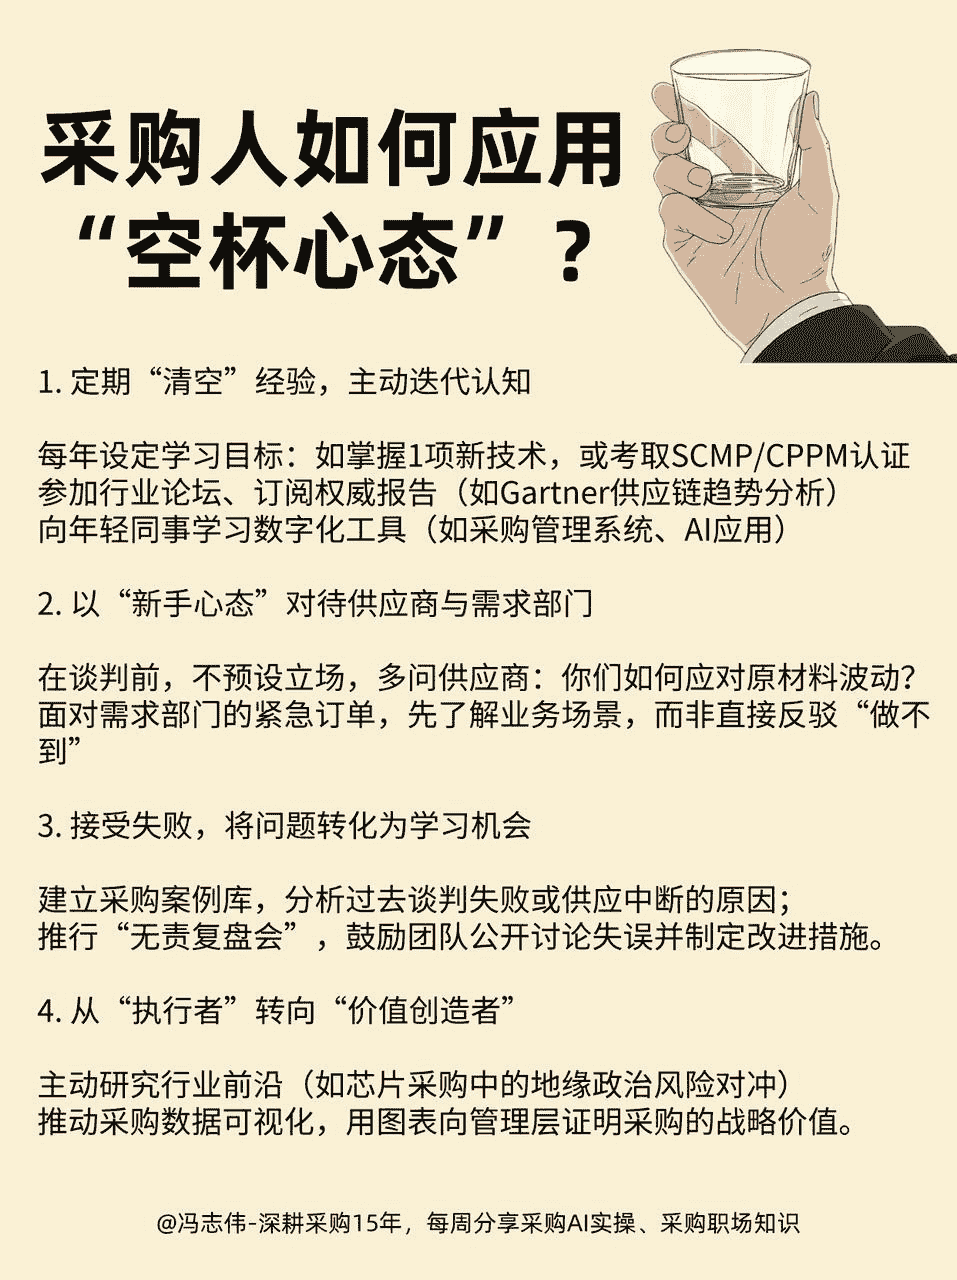 采购人如何应用
“空杯心态”?
1. 定期“清空”经验，主动迭代认知
每年设定学习目标：如掌握1项新技术，或考取SCMP/CPPM认证
参加行业论坛、订阅权威报告（如Gartner供应链趋势分析）
向年轻同事学习数字化工具（如采购管理系统、AI应用）
2. 以“新手心态”对待供应商与需求部门
在谈判前，不预设立场，多问供应商：你们如何应对原材料波动？
面对需求部门的紧急订单，先了解业务场景，而非直接反驳“做不
到”
3. 接受失败，将问题转化为学习机会
建立采购案例库，分析过去谈判失败或供应中断的原因；
推行“无责复盘会”，鼓励团队公开讨论失误并制定改进措施。
4. 从“执行者”转向“价值创造者”
主动研究行业前沿（如芯片采购中的地缘政治风险对冲）
推动采购数据可视化，用图表向管理层证明采购的战略价值。
@冯志伟-深耕采购15年，每周分享采购AI实操、采购职场知识